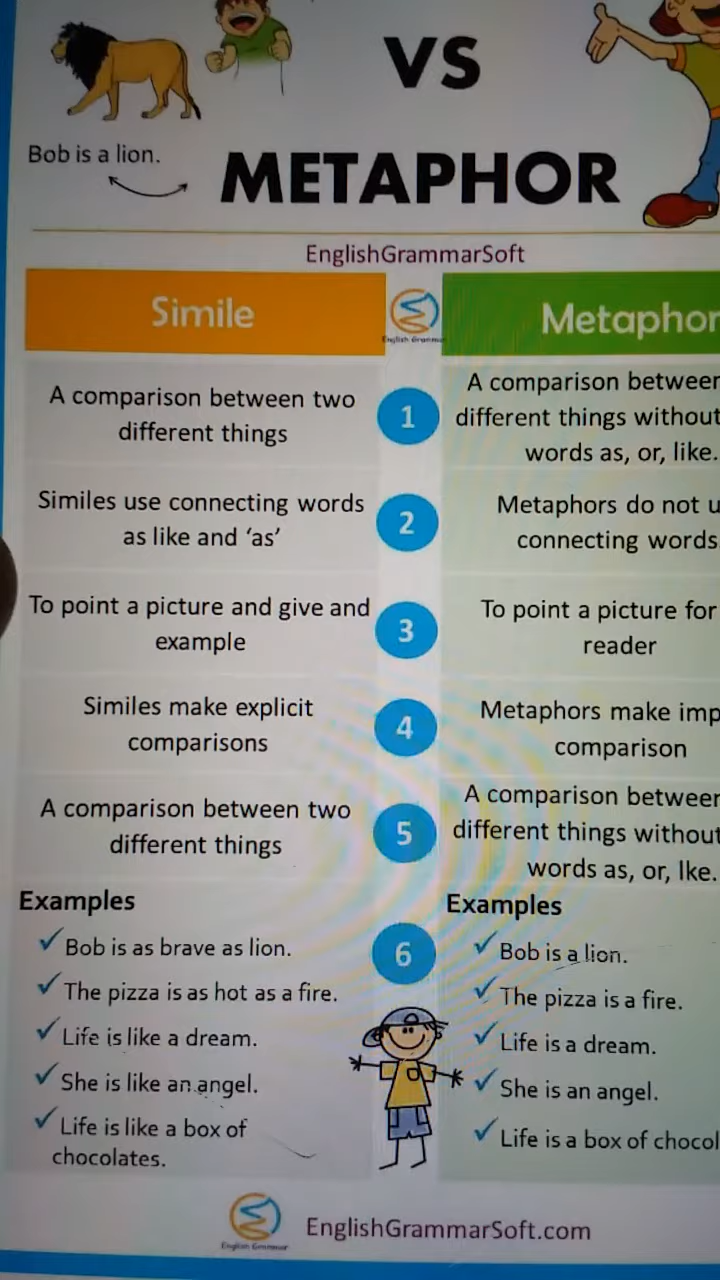 VS
Bob is a lion.
METAPHOR
EnglishGrammarSoft
Simile
English Grammar
Metaphor
A comparison between two
different things
1
A comparison between
different things without
words as, or, like.
Similes use connecting words
as like and ‘as’
2
Metaphors do not u
connecting words
To point a picture and give and
example
3
To point a picture for
reader
Similes make explicit
comparisons
4
Metaphors make imp
comparison
A comparison between two
different things
5
A comparison between
different things without
words as, or, lke.
Examples
Bob is as brave as lion.
The pizza is as hot as a fire.
Life is like a dream.
She is like an angel.
Life is like a box of
chocolates.
6
Examples
Bob is a lion.
The pizza is a fire.
Life is a dream.
She is an angel.
Life is a box of chocol
English Grammar
EnglishGrammarSoft.com